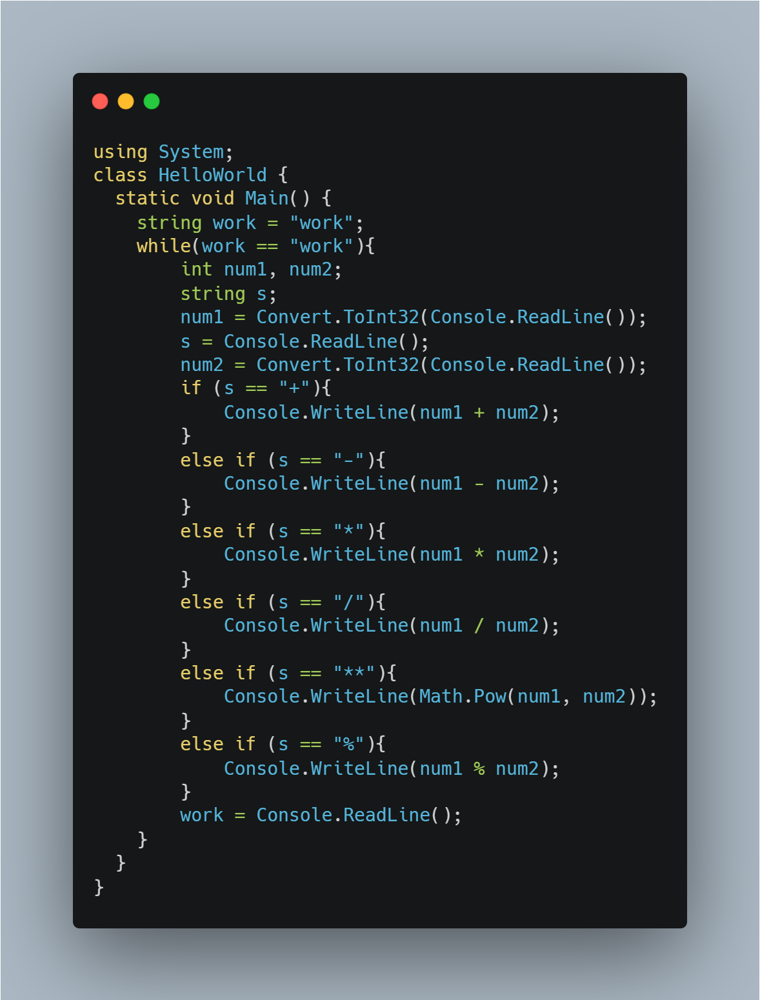 using System;
class HelloWorld {
  static void Main() {
    string work = "work";
    while(work == "work"){
        int num1, num2;
        string s;
        num1 = Convert.ToInt32(Console.ReadLine());
        s = Console.ReadLine();
        num2 = Convert.ToInt32(Console.ReadLine());
        if (s == "+"){
            Console.WriteLine(num1 + num2);
        }
        else if (s == "-"){
            Console.WriteLine(num1 - num2);
        }
        else if (s == "*"){
            Console.WriteLine(num1 * num2);
        }
        else if (s == "/"){
            Console.WriteLine(num1 / num2);
        }
        else if (s == "**"){
            Console.WriteLine(Math.Pow(num1, num2));
        }
        else if (s == "%"){
            Console.WriteLine(num1 % num2);
        }
        work = Console.ReadLine();
    }
  }
}